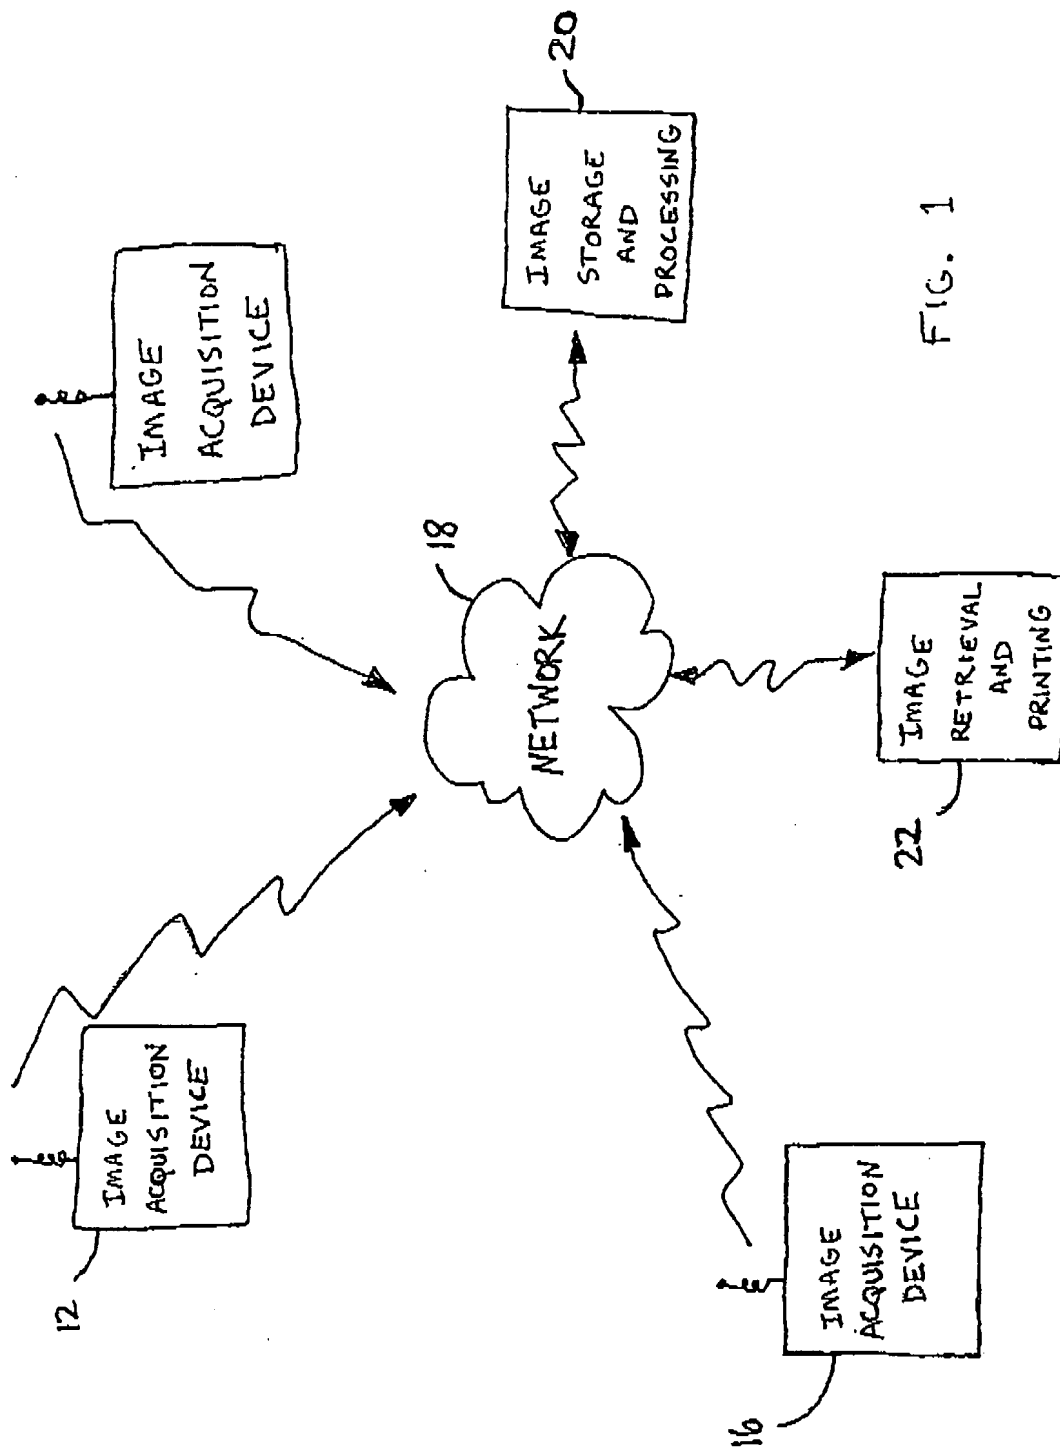 12
IMAGE
ACQUISITION
DEVICE
IMAGE
ACQUISITION
DEVICE
18
NETWORK
20
IMAGE
STORAGE
AND
PROCESSING
16
IMAGE
ACQUISITION
DEVICE
22
IMAGE
RETRIEVAL
AND
PRINTING
FIG. 1